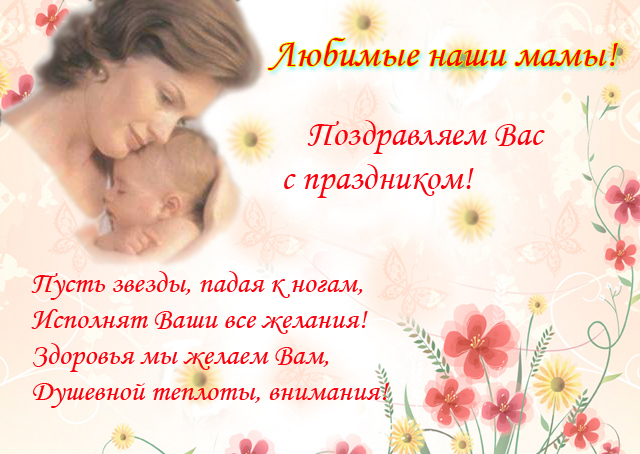 Любимые наши мамы!
Поздравляем Вас
с праздником!
Пусть звезды, падая к ногам,
Исполнят Ваши все желания!
Здоровья мы желаем Вам,
Душевной теплоты, внимания!